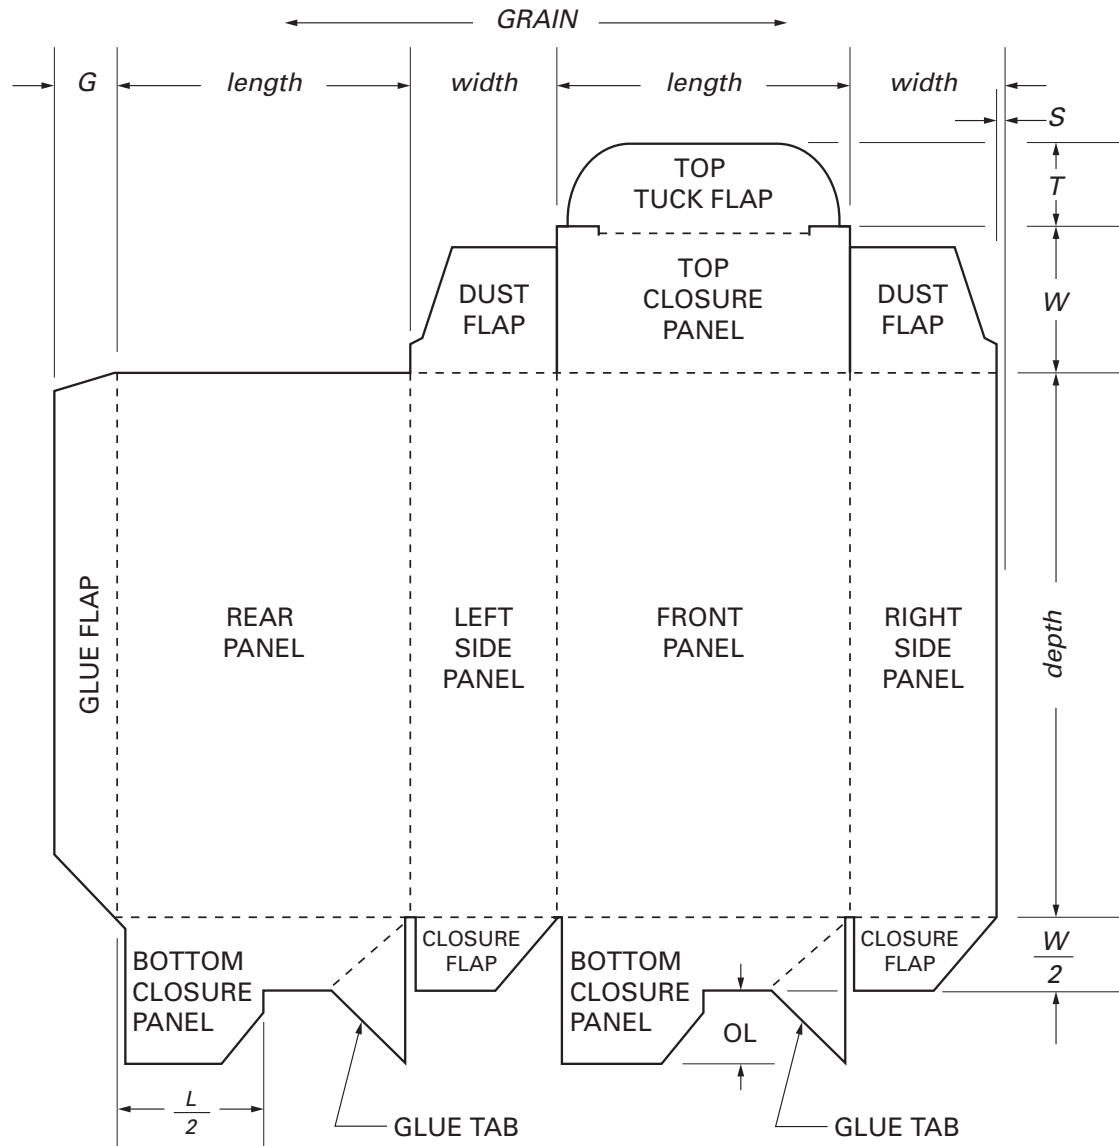 GRAIN
G
length
width
length
width
S
TOP
TUCK FLAP
T
DUST
FLAP
TOP
CLOSURE
PANEL
DUST
FLAP
W
GLUE FLAP
REAR
PANEL
LEFT
SIDE
PANEL
FRONT
PANEL
RIGHT
SIDE
PANEL
depth
BOTTOM
CLOSURE
PANEL
CLOSURE
FLAP
BOTTOM
CLOSURE
PANEL
OL
CLOSURE
FLAP
W
2
L
2
GLUE TAB
GLUE TAB